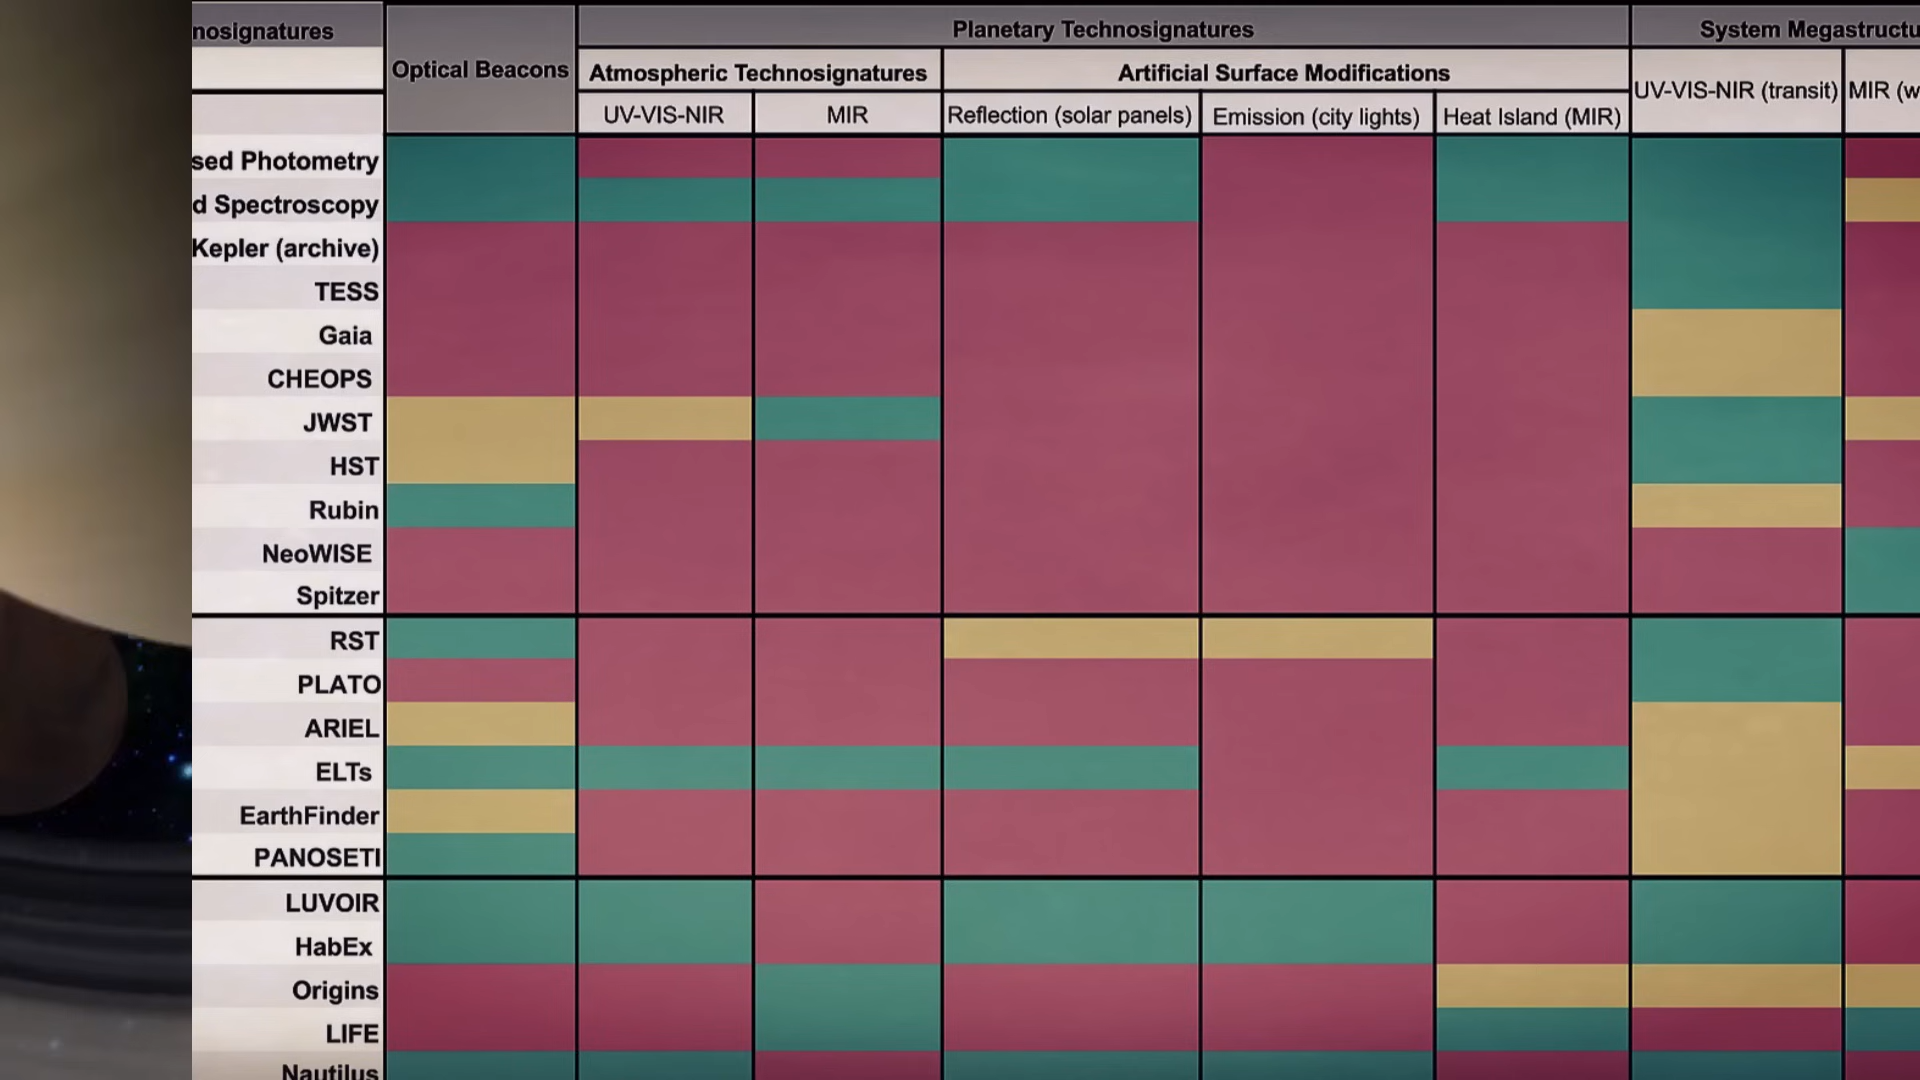 nosignatures
Optical Beacons
Planetary Technosignatures
System Megastructu
Atmospheric Technosignatures
Artificial Surface Modifications
UV-VIS-NIR (transit)
MIR (w
UV-VIS-NIR
MIR
Reflection (solar panels)
Emission (city lights)
Heat Island (MIR)
sed Photometry
d Spectroscopy
Kepler (archive)
TESS
Gaia
CHEOPS
JWST
HST
Rubin
NeoWISE
Spitzer
RST
PLATO
ARIEL
ELTs
EarthFinder
PANOSETI
LUVOIR
HabEx
Origins
LIFE
Nautilus